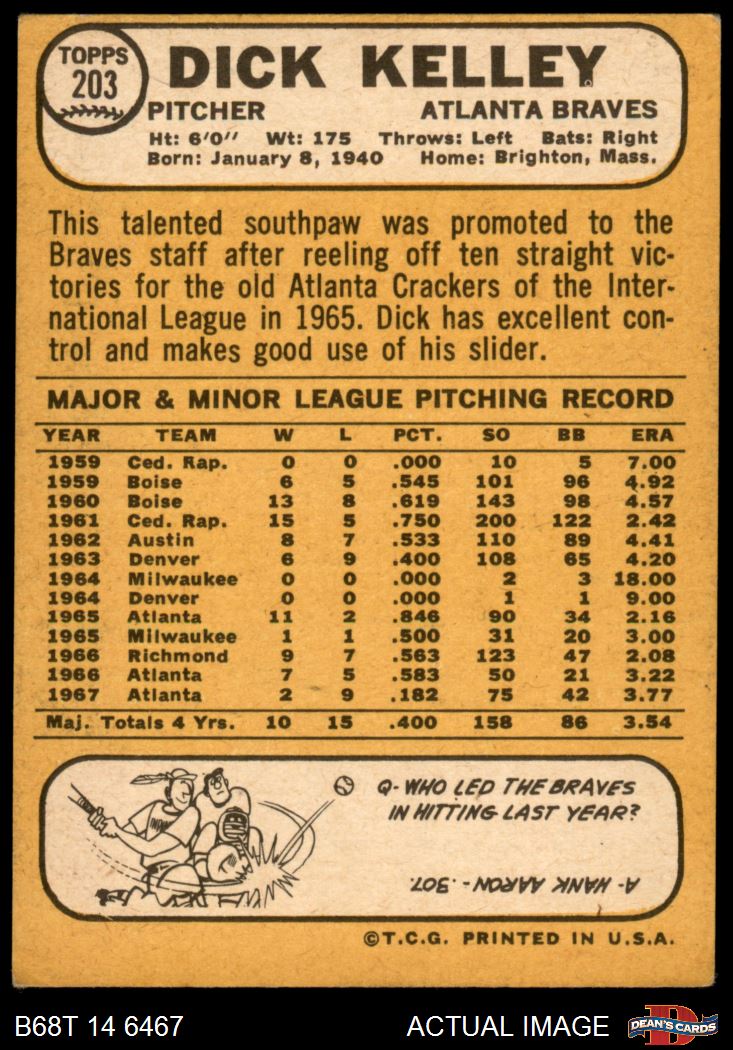 TOPPS
203
DICK KELLEY
PITCHER ATLANTA BRAVES
Ht: 6'0'' Wt: 175 Throws: Left Bats: Right
Born: January 8, 1940 Home: Brighton, Mass.
This talented southpaw was promoted to the
Braves staff after reeling off ten straight vic-
tories for the old Atlanta Crackers of the Inter-
national League in 1965. Dick has excellent con-
trol and makes good use of his slider.
MAJOR & MINOR LEAGUE PITCHING RECORD
YEAR TEAM W L PCT. SO BB ERA
1959 Ced. Rap. 0 0 .000 10 5 7.00
1959 Boise 6 5 .545 101 96 4.92
1960 Boise 13 8 .619 143 98 4.57
1961 Ced. Rap. 15 5 .750 200 122 2.42
1962 Austin 8 7 .533 110 89 4.41
1963 Denver 6 9 .400 108 65 4.20
1964 Milwaukee 0 0 .000 2 3 18.00
1964 Denver 0 0 .000 1 1 9.00
1965 Atlanta 11 2 .846 90 34 2.16
1965 Milwaukee 1 1 .500 31 20 3.00
1966 Richmond 9 7 .563 123 47 2.08
1966 Atlanta 7 5 .583 50 21 3.22
1967 Atlanta 2 9 .182 75 42 3.77
Maj. Totals 4 Yrs. 10 15 .400 158 86 3.54
Q- WHO LED THE BRAVES
IN HITTING LAST YEAR?
A- HANK AARON - .307.
©T.C.G. PRINTED IN U.S.A.
B68T 14 6467 ACTUAL IMAGE
D
DEAN'S CARDS